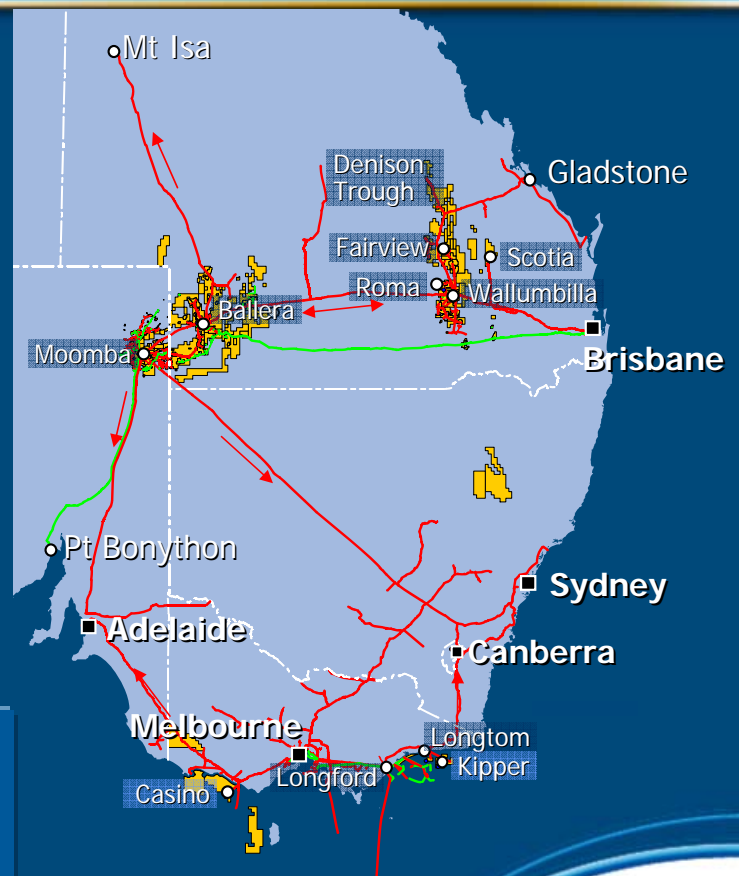 Mt Isa
Denison
Trough
Gladstone
Fairview
Scotia
Roma
Wallumbilla
Ballera
Moomba
Brisbane
Pt Bonython
Sydney
Adelaide
Canberra
Melbourne
Longtom
Kipper
Longford
Casino